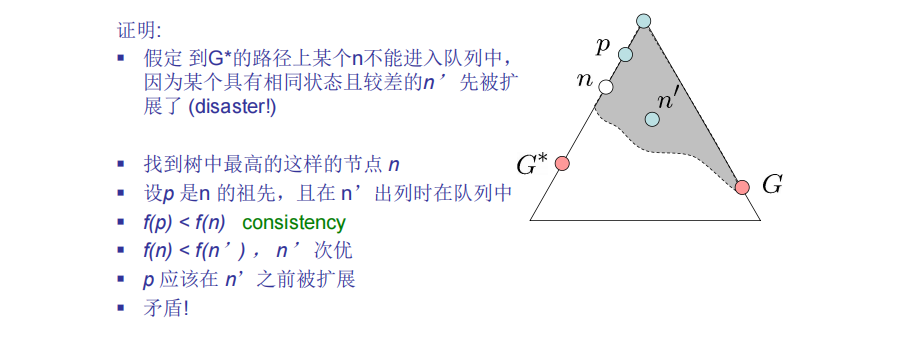 证明:
▪ 假定 到G*的路径上某个n不能进入队列中，
因为某个具有相同状态且较差的n’ 先被扩
展了 (disaster!)
▪ 找到树中最高的这样的节点 n
▪ 设p 是n 的祖先，且在 n’出列时在队列中
▪ f(p) < f(n) consistency
▪ f(n) < f(n’) ， n’ 次优
▪ p 应该在 n’之前被扩展
▪ 矛盾!
p
n
n′
G*
G